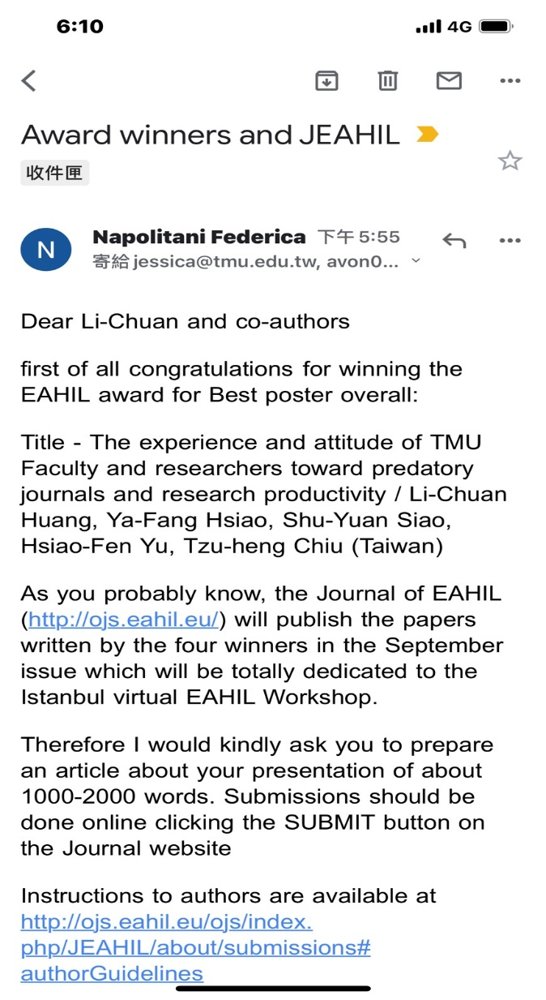 6:10
4G
Award winners and JEAHIL
收件匣
N
Napolitani Federica 下午 5:55
寄給 jessica@tmu.edu.tw, avon0...
Dear Li-Chuan and co-authors
first of all congratulations for winning the
EAHIL award for Best poster overall:
Title - The experience and attitude of TMU
Faculty and researchers toward predatory
journals and research productivity / Li-Chuan
Huang, Ya-Fang Hsiao, Shu-Yuan Siao,
Hsiao-Fen Yu, Tzu-heng Chiu (Taiwan)
As you probably know, the Journal of EAHIL
(http://ojs.eahil.eu/) will publish the papers
written by the four winners in the September
issue which will be totally dedicated to the
Istanbul virtual EAHIL Workshop.
Therefore I would kindly ask you to prepare
an article about your presentation of about
1000-2000 words. Submissions should be
done online clicking the SUBMIT button on
the Journal website
Instructions to authors are available at
http://ojs.eahil.eu/ojs/index.
php/JEAHIL/about/submissions#
authorGuidelines